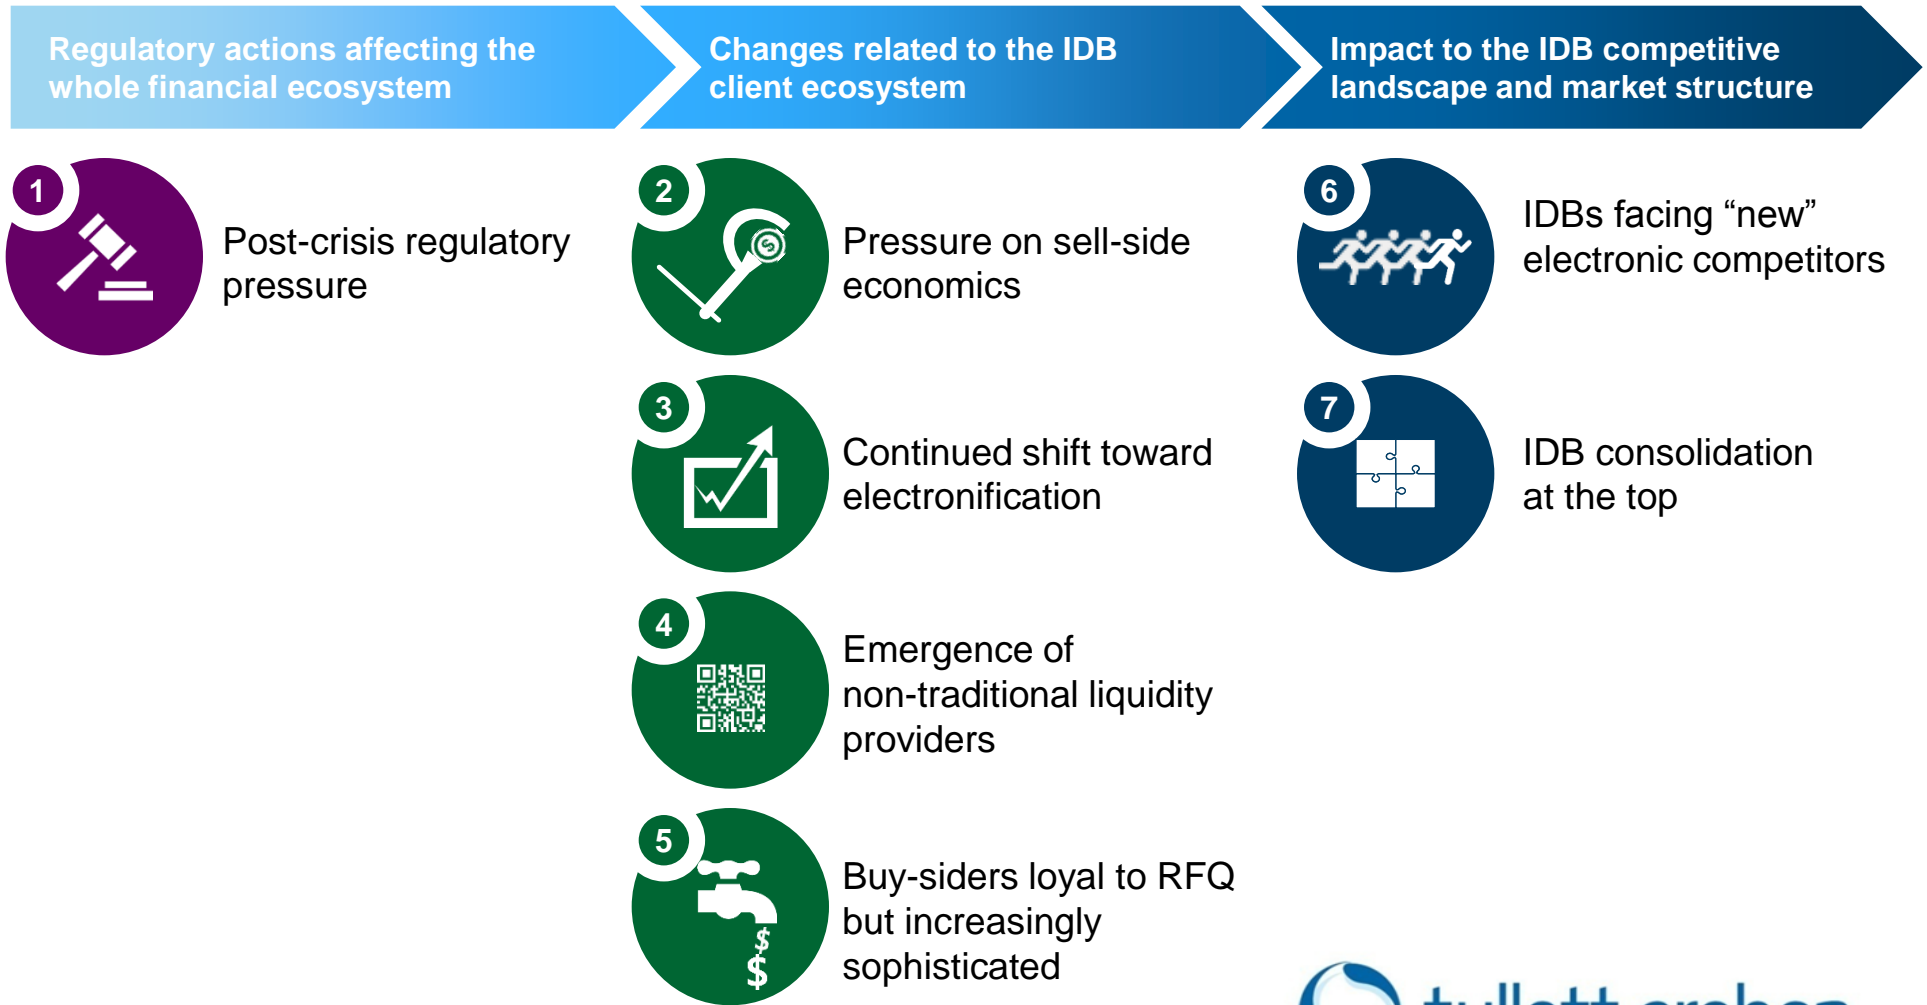 Regulatory actions affecting the
whole financial ecosystem
Changes related to the IDB
client ecosystem
Impact to the IDB competitive
landscape and market structure
1
Post-crisis regulatory
pressure
2
Pressure on sell-side
economics
3
Continued shift toward
electronification
4
Emergence of
non-traditional liquidity
providers
5
Buy-siders loyal to RFQ
but increasingly
sophisticated
$
$
6
IDBs facing “new”
electronic competitors
7
IDB consolidation
at the top